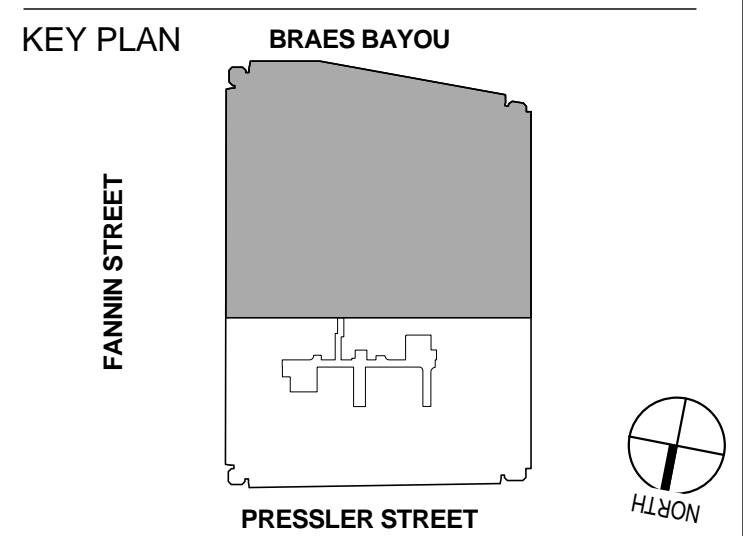 KEY PLAN
BRAES BAYOU
FANNIN STREET
PRESSLER STREET
NORTH